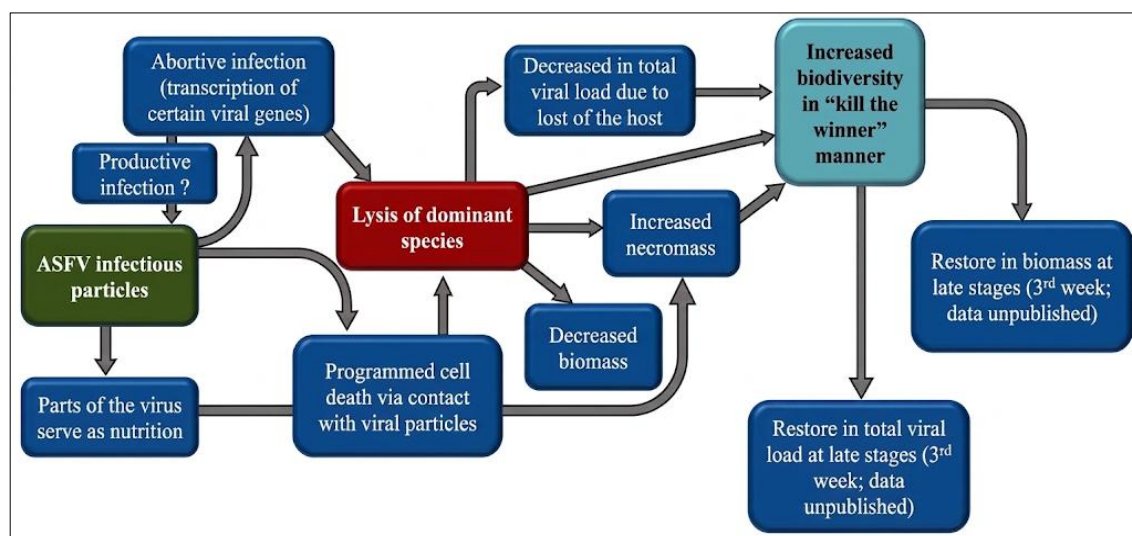 Abortive infection
(transcription of
certain viral genes)
Productive
infection ?
ASFV infectious
particles
Parts of the virus
serve as nutrition
Programmed cell
death via contact
with viral particles
Lysis of dominant
species
Decreased in total
viral load due to
lost of the host
Increased
necromass
Decreased
biomass
Increased
biodiversity
in “kill the
winner”
manner
Restore in biomass at
late stages (3rd week;
data unpublished)
Restore in total viral
load at late stages (3rd
week; data
unpublished)